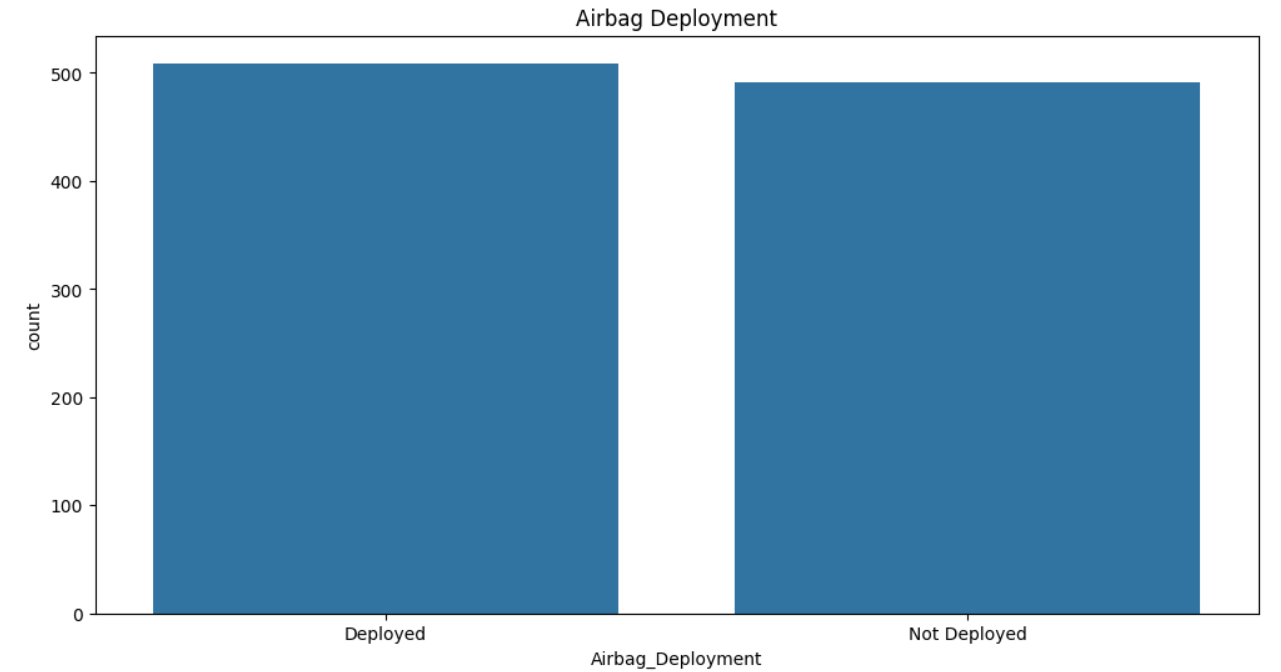 Airbag Deployment
500
400
300
200
100
0
count
Deployed
Not Deployed
Airbag_Deployment